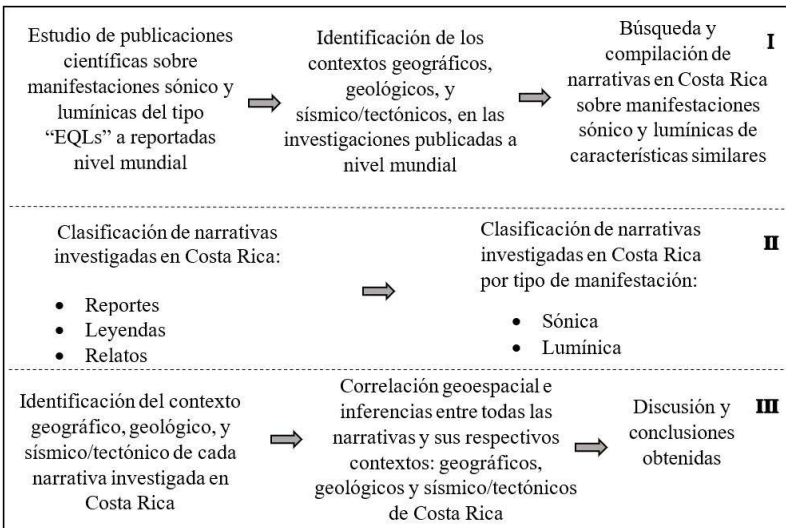 Estudio de publicaciones
científicas sobre
manifestaciones sónico y
lumínicas del tipo
“EQLs” a reportadas
nivel mundial
Identificación de los
contextos geográficos,
geológicos, y
sísmico/tectónicos, en las
investigaciones publicadas a
nivel mundial
Búsqueda y
compilación de
narrativas en Costa Rica
sobre manifestaciones
sónico y lumínicas de
características similares
I
Clasificación de narrativas
investigadas en Costa Rica:
• Reportes
• Leyendas
• Relatos
Clasificación de narrativas
investigadas en Costa Rica
por tipo de manifestación:
• Sónica
• Lumínica
II
Identificación del contexto
geográfico, geológico, y
sísmico/tectónico de cada
narrativa investigada en
Costa Rica
Correlación geoespacial e
inferencias entre todas las
narrativas y sus respectivos
contextos: geográficos,
geológicos y sísmico/tectónicos
de Costa Rica
Discusión y
conclusiones
obtenidas
III